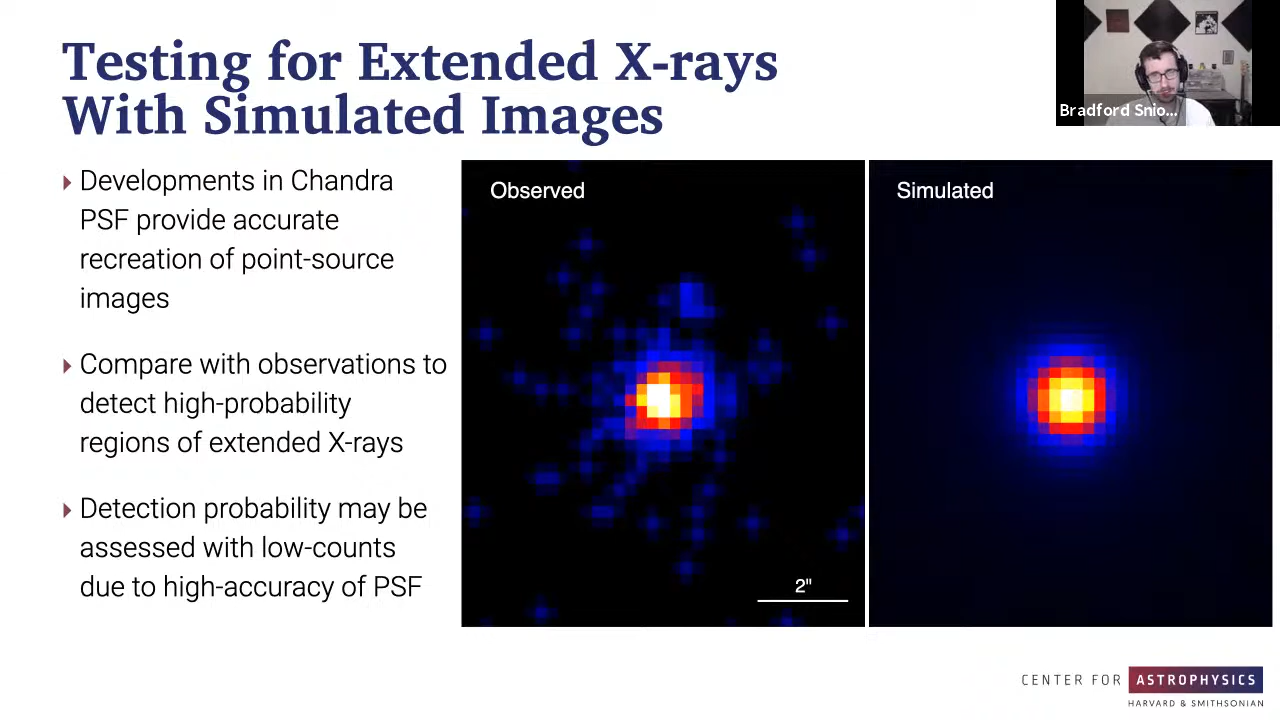 Testing for Extended X-rays
With Simulated Images
Bradford Snio...
Developments in Chandra
PSF provide accurate
recreation of point-source
images
Compare with observations to
detect high-probability
regions of extended X-rays
Detection probability may be
assessed with low-counts
due to high-accuracy of PSF
Observed
Simulated
2"
CENTER FOR ASTROPHYSICS
HARVARD & SMITHSONIAN